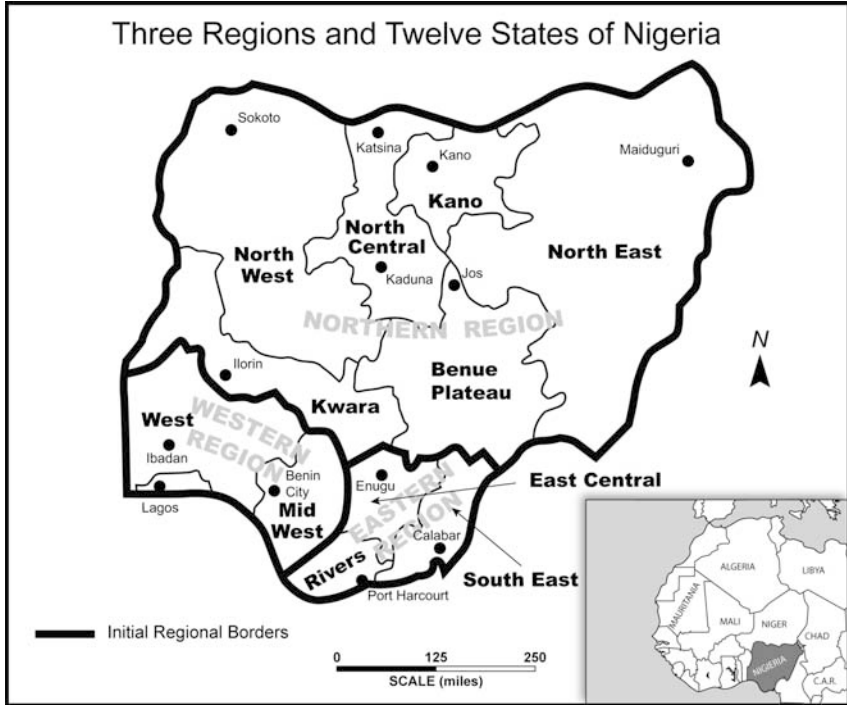 Three Regions and Twelve States of Nigeria
Sokoto
Katsina
Kano
Maiduguri
Kano
North
Central
North
West
North East
Kaduna
Jos
NORTHERN REGION
N
Ilorin
Benue
Plateau
Kwara
West
WESTERN
REGION
Ibadan
Benin
City
Enugu
East Central
Lagos
Mid
West
EASTERN
REGION
Calabar
Rivers
South East
Port Harcourt
Initial Regional Borders
0 125 250
SCALE (miles)
ALGERIA
LIBYA
MAURITANIA
MALI
NIGER
CHAD
NIGERIA
C.A.R.